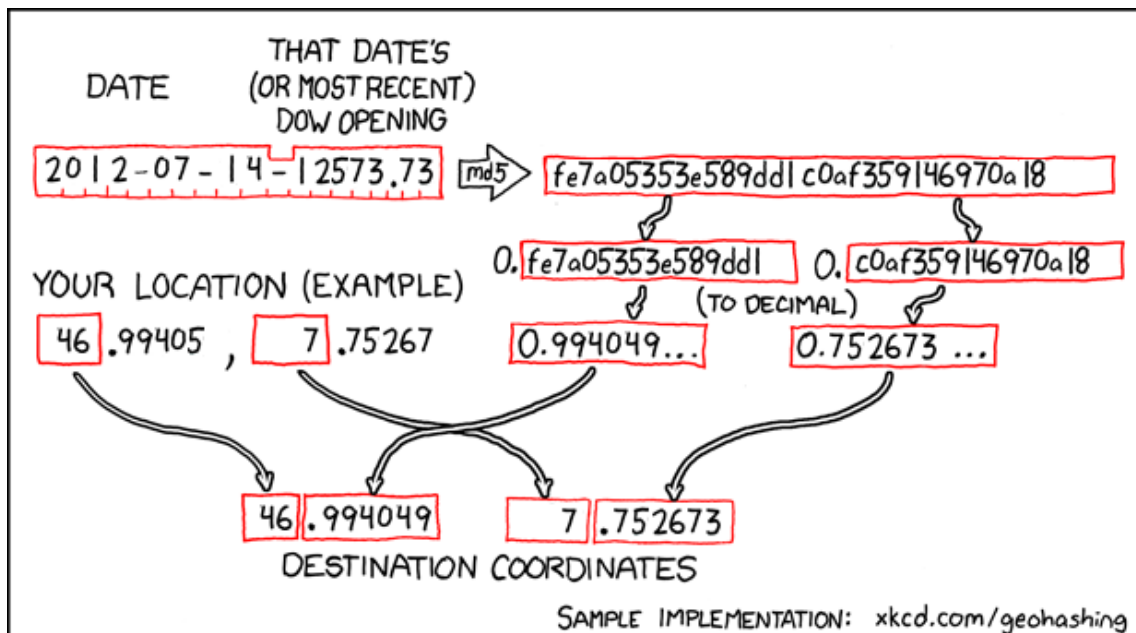 DATE
THAT DATE'S
(OR MOST RECENT)
DOW OPENING
2012-07-14-12573.73
md5
fe7a05353e589dd1c0af359146970a18
0.fe7a05353e589dd1
0.c0af359146970a18
(TO DECIMAL)
YOUR LOCATION (EXAMPLE)
46.99405, 7.75267
0.994049...
0.752673 ...
46.994049
7.752673
DESTINATION COORDINATES
SAMPLE IMPLEMENTATION: xkcd.com/geohashing